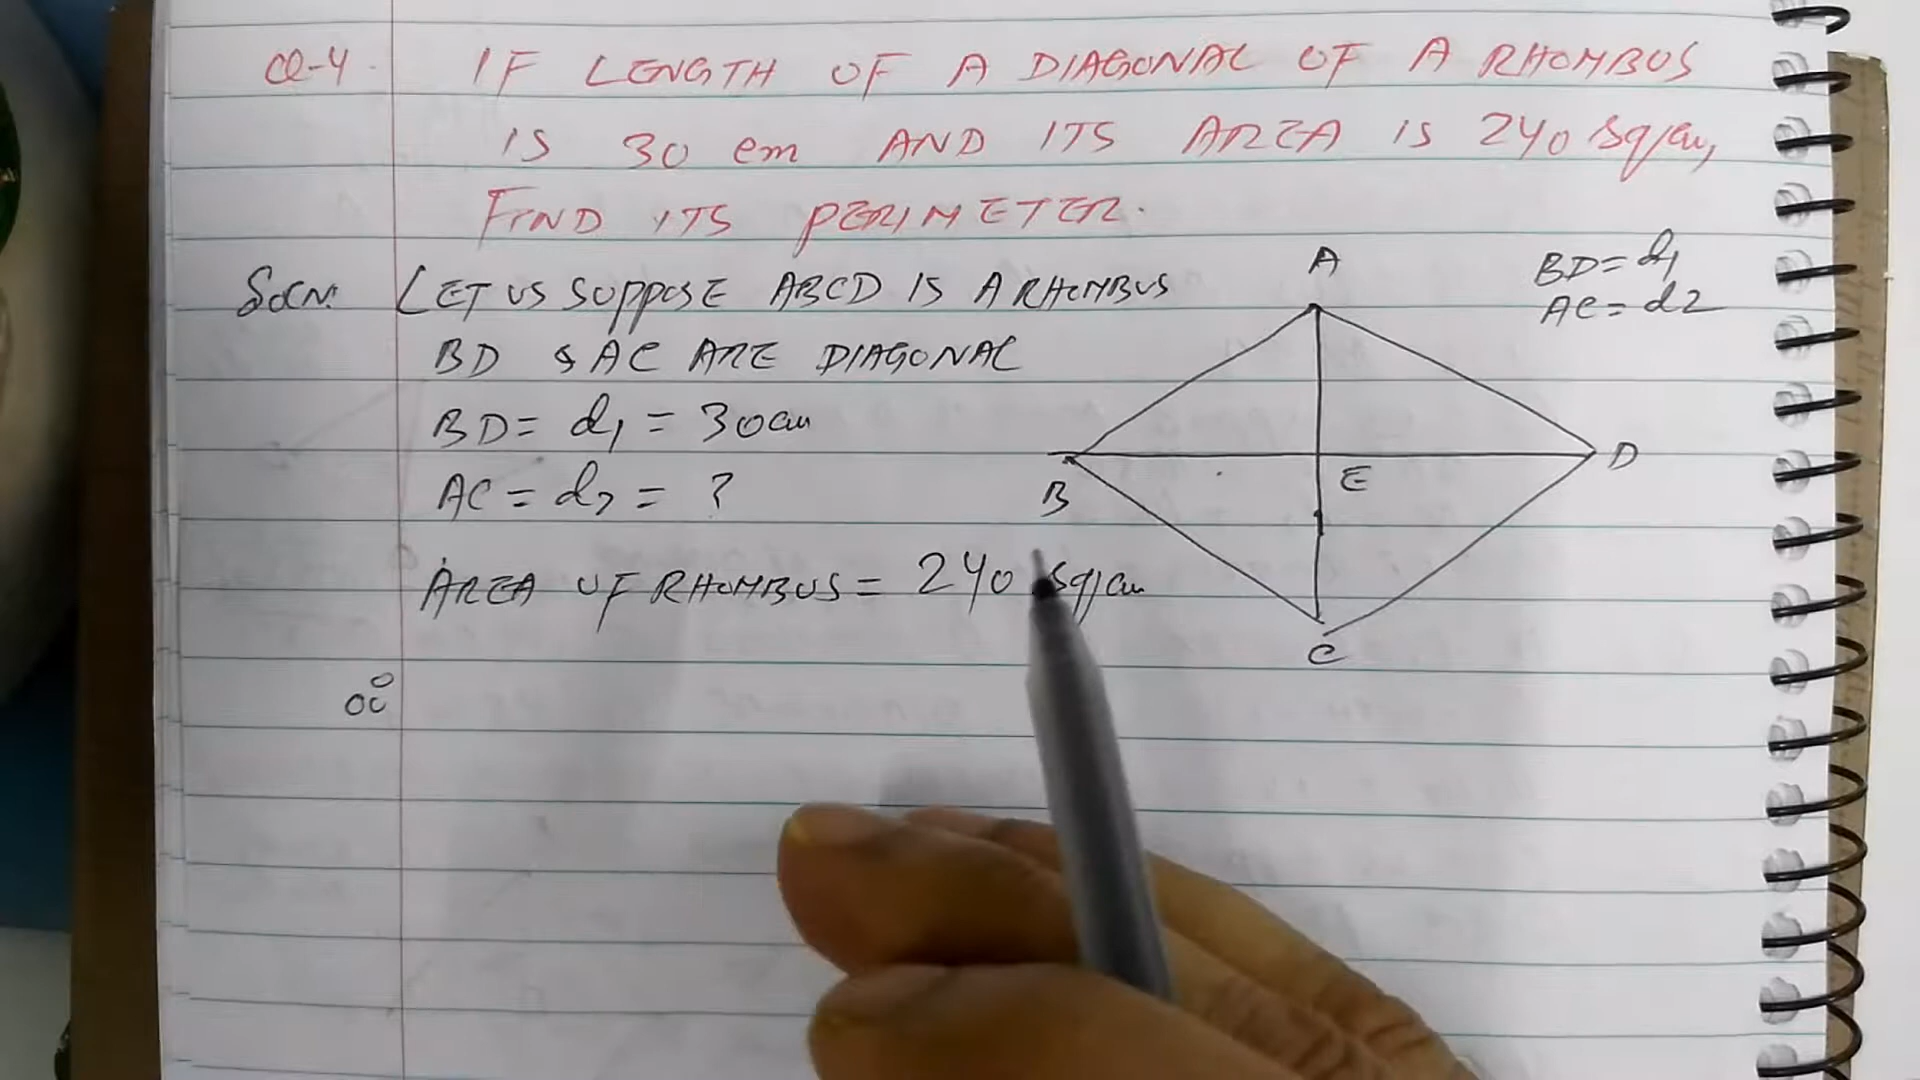 Q-4. IF LENGTH OF A DIAGONAL OF A RHOMBUS
IS 30 cm AND ITS AREA IS 240 sq/cm,
FIND ITS PERIMETER.
SOLN: LET US SUPPOSE ABCD IS A RHOMBUS
BD & AC ARE DIAGONAL
BD = d1 = 30cm
AC = d2 = ?
AREA OF RHOMBUS = 240 sq/cm
BD = d1
AC = d2
A
B
E
D
C